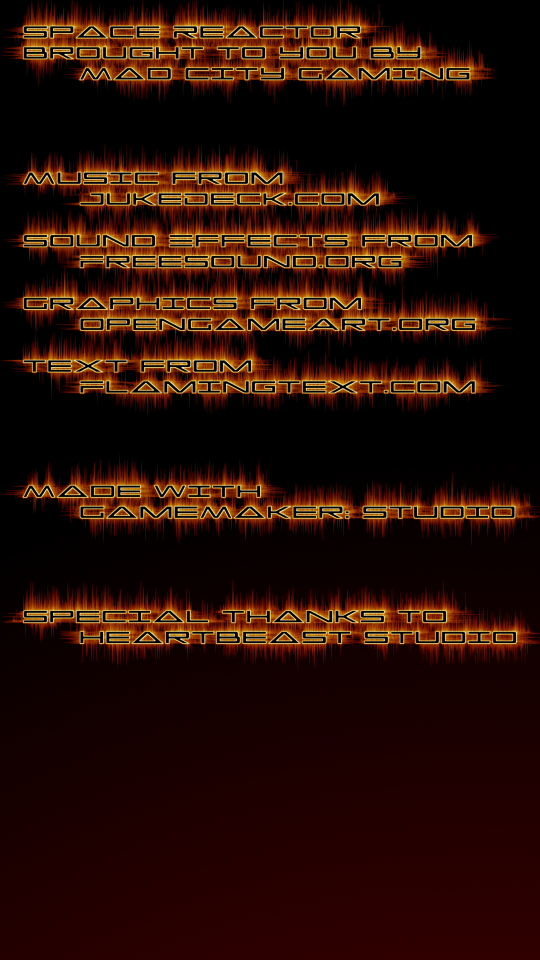 SPACE REACTOR
BROUGHT TO YOU BY
MAD CITY GAMING
MUSIC FROM
JUKEDECK.COM
SOUND EFFECTS FROM
FREESOUND.ORG
GRAPHICS FROM
OPENGAMEART.ORG
TEXT FROM
FLAMINGTEXT.COM
MADE WITH
GAMEMAKER: STUDIO
SPECIAL THANKS TO
HEARTBEAST STUDIO